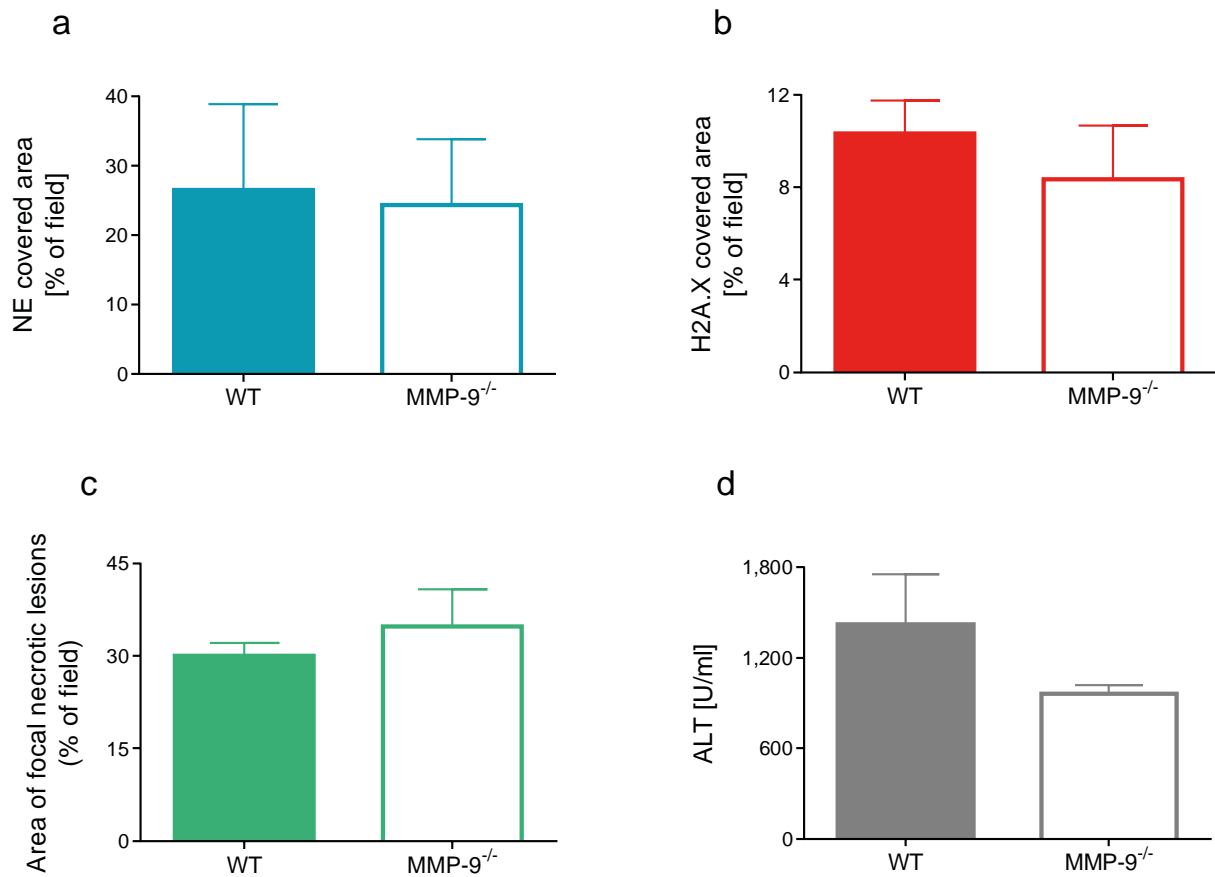 a
NE covered area
[% of field]
40
30
20
10
0
WT
MMP-9-/-
b
H2A.X covered area
[% of field]
12
8
4
0
WT
MMP-9-/-
c
Area of focal necrotic lesions
(% of field)
45
30
15
0
WT
MMP-9-/-
d
ALT [U/ml]
1,800
1,200
600
0
WT
MMP-9-/-